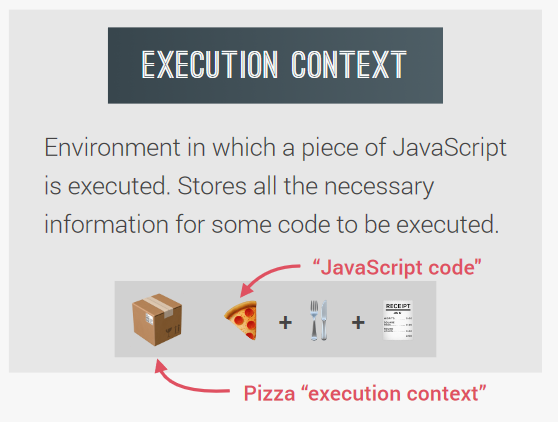 EXECUTION CONTEXT
Environment in which a piece of JavaScript
is executed. Stores all the necessary
information for some code to be executed.
“JavaScript code"
+ +
RECEIPT
Pizza “execution context”